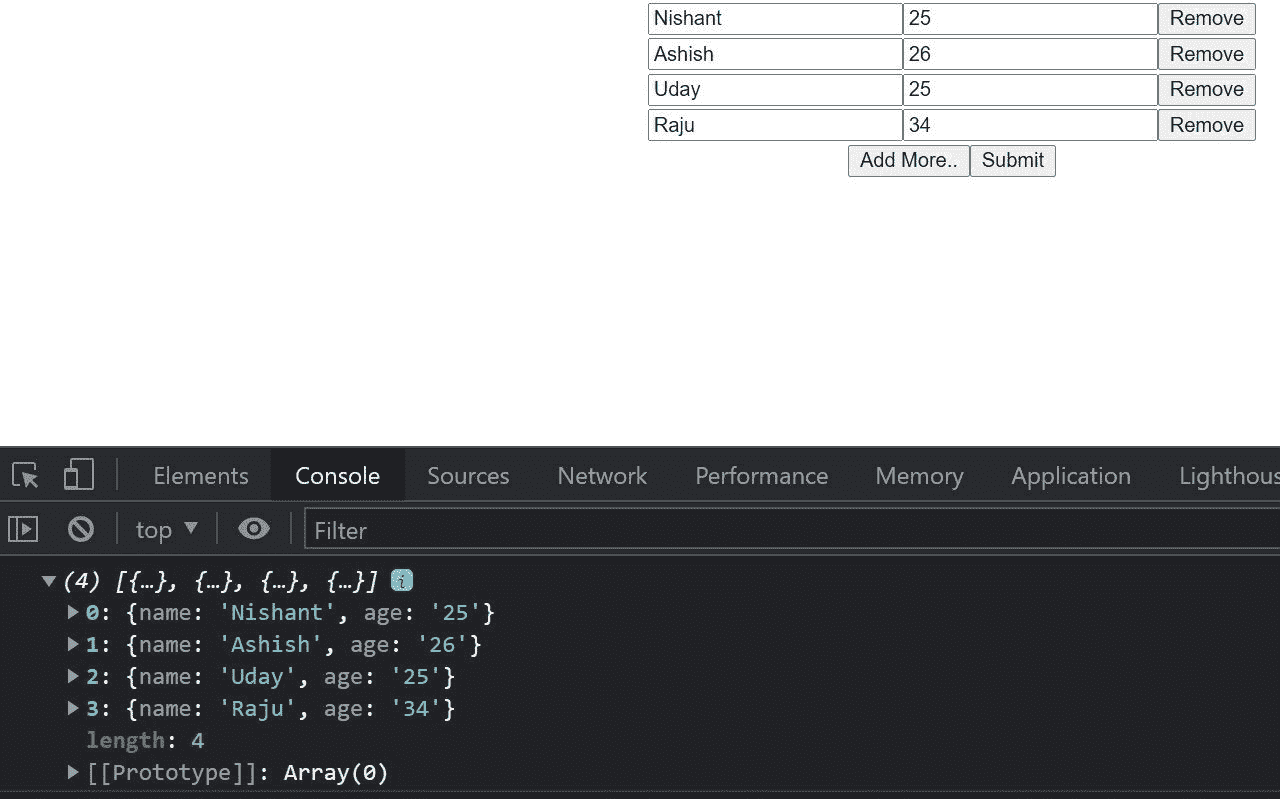 Nishant 25 Remove
Ashish 26 Remove
Uday 25 Remove
Raju 34 Remove
Add More.. Submit
Elements Console Sources Network Performance Memory Application Lighthous
top ▼ Filter
▼(4) [{…}, {…}, {…}, {…}] i
▶0: {name: 'Nishant', age: '25'}
▶1: {name: 'Ashish', age: '26'}
▶2: {name: 'Uday', age: '25'}
▶3: {name: 'Raju', age: '34'}
length: 4
▶[[Prototype]]: Array(0)